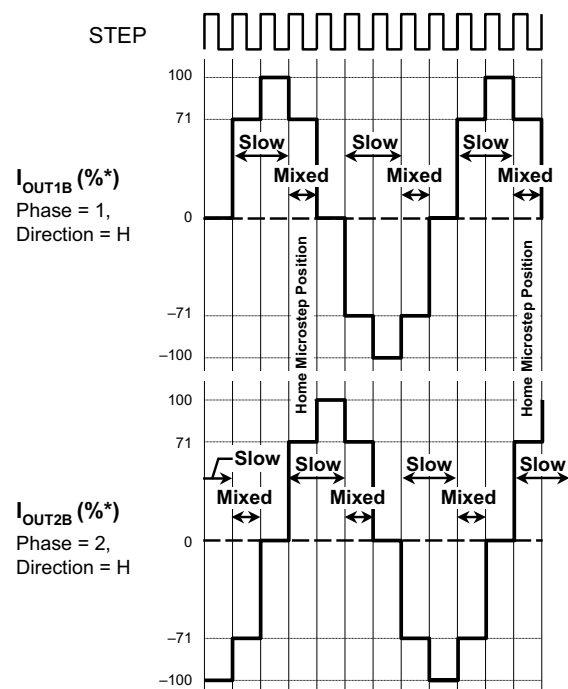 STEP
100
71
Slow
Slow
Slow
Mixed
Mixed
Mixed
I_OUT1B (%*)
Phase = 1,
Direction = H
0
Home Microstep Position
Home Microstep Position
–71
–100
100
71
Slow
Slow
Slow
Slow
Mixed
Mixed
Mixed
I_OUT2B (%*)
Phase = 2,
Direction = H
0
–71
–100